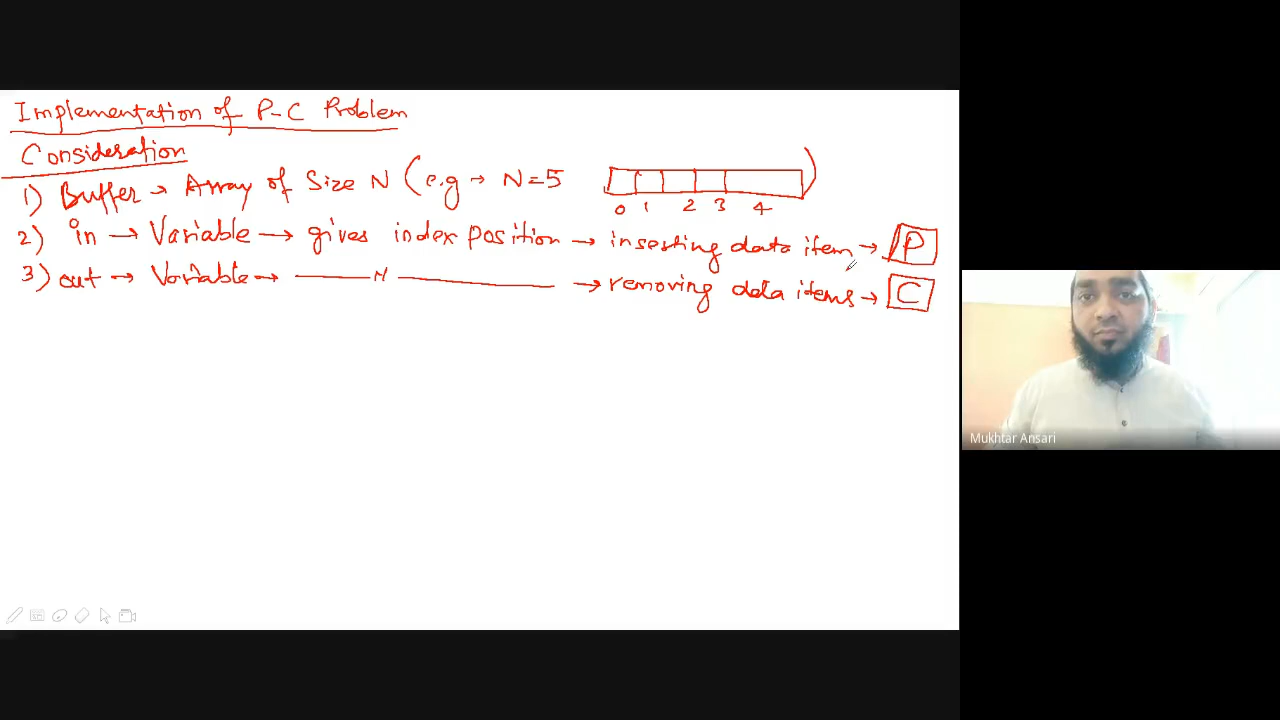 Implementation of P-C Problem
Consideration
1) Buffer → Array of Size N (e.g → N=5 )
0 1 2 3 4
2) in → Variable → gives index position → inserting data item → P
3) out → Variable → —— 〃 —— → removing data items → C
Mukhtar Ansari